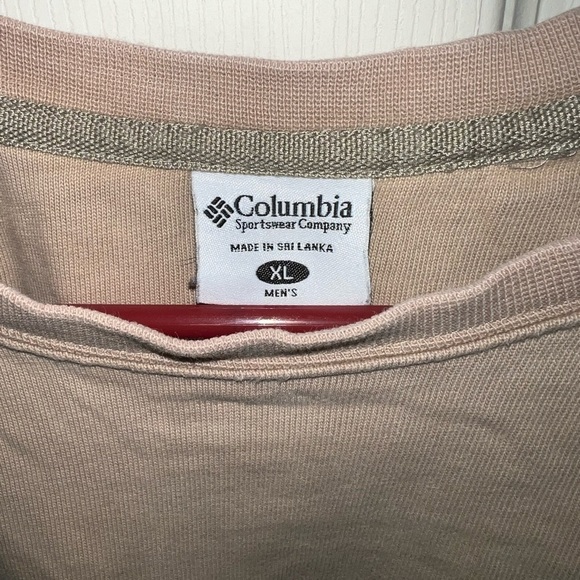 Columbia
Sportswear Company
MADE IN SRI LANKA
XL
MEN'S